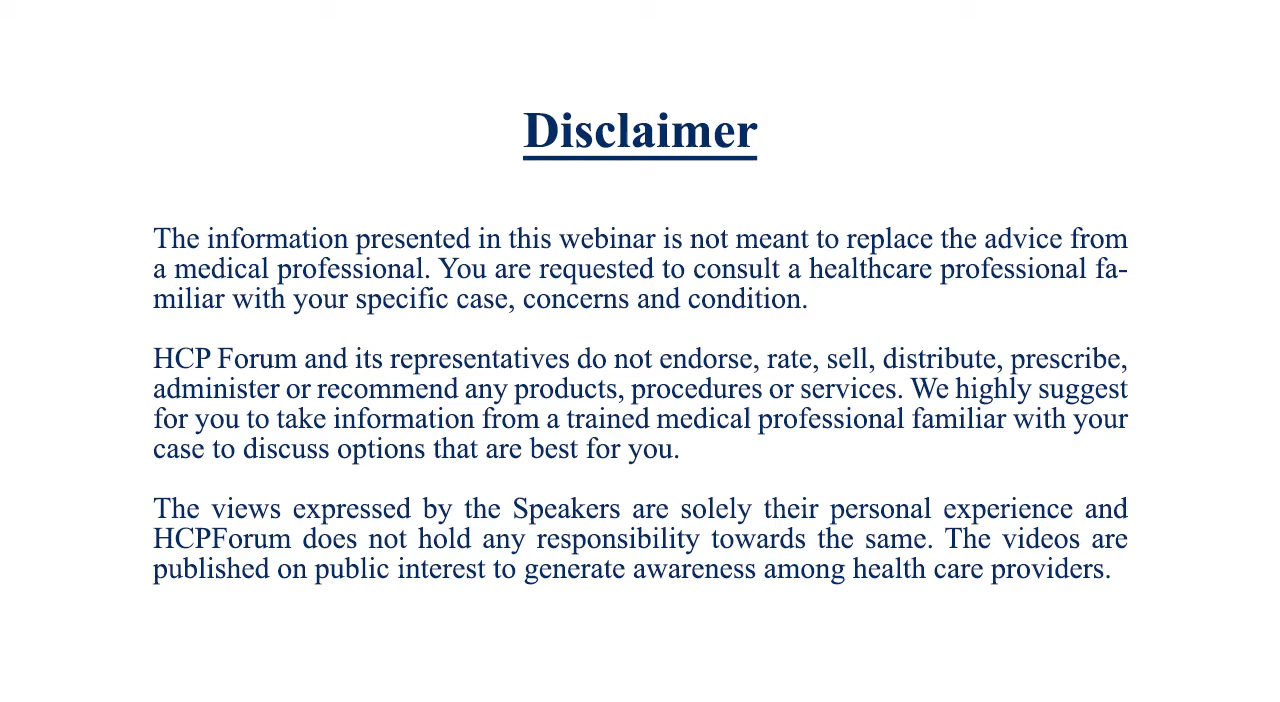 Disclaimer
The information presented in this webinar is not meant to replace the advice from
a medical professional. You are requested to consult a healthcare professional fa-
miliar with your specific case, concerns and condition.
HCP Forum and its representatives do not endorse, rate, sell, distribute, prescribe,
administer or recommend any products, procedures or services. We highly suggest
for you to take information from a trained medical professional familiar with your
case to discuss options that are best for you.
The views expressed by the Speakers are solely their personal experience and
HCPForum does not hold any responsibility towards the same. The videos are
published on public interest to generate awareness among health care providers.